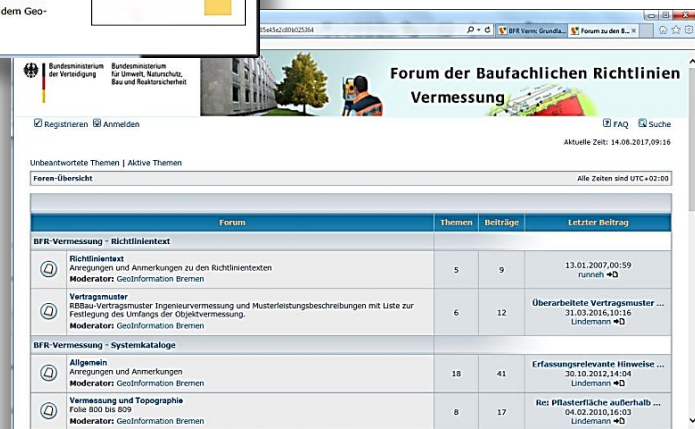 dem Geo-
05e45e2c80b025364
BFR Verm: Grundla...
Forum zu den B...
Bundesministerium der Verteidigung
Bundesministerium für Umwelt, Naturschutz, Bau und Reaktorsicherheit
Forum der Baufachlichen Richtlinien
Vermessung
Registrieren Anmelden
FAQ Suche
Aktuelle Zeit: 14.08.2017,09:16
Unbeantwortete Themen | Aktive Themen
Foren-Übersicht
Alle Zeiten sind UTC+02:00
Forum Themen Beiträge Letzter Beitrag
BFR-Vermessung - Richtlinientext
Richtlinientext
Anregungen und Anmerkungen zu den Richtlinientexten
Moderator: GeoInformation Bremen
5 9
13.01.2007,00:59
runneh
Vertragsmuster
RBBau-Vertragsmuster Ingenieurvermessung und Musterleistungsbeschreibungen mit Liste zur
Festlegung des Umfangs der Objektvermessung.
Moderator: GeoInformation Bremen
6 12
Überarbeitete Vertragsmuster ...
31.03.2016,10:16
Lindemann
BFR-Vermessung - Systemkataloge
Allgemein
Anregungen und Anmerkungen
Moderator: GeoInformation Bremen
18 41
Erfassungsrelevante Hinweise ...
30.10.2012,14:04
Lindemann
Vermessung und Topographie
Folie 800 bis 809
Moderator: GeoInformation Bremen
8 17
Re: Pflasterfläche außerhalb ...
04.02.2010,16:03
Lindemann